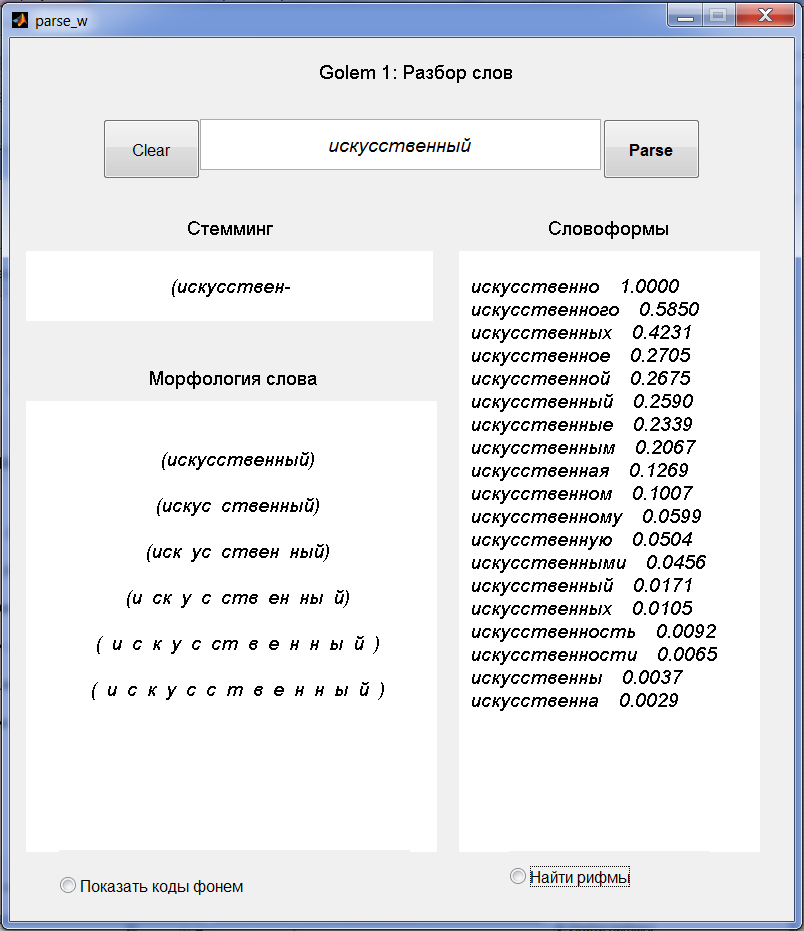 parse_w
Golem 1: Разбор слов
Clear
искусственный
Parse
Стемминг
(искусствен-
Морфология слова
(искусственный)
(искус ственный)
(иск ус ствен ный)
(и ск у с ств ен ны й)
( и с к у с ст в е н н ы й )
( и с к у с с т в е н н ы й )
Показать коды фонем
Словоформы
искусственно 1.0000
искусственного 0.5850
искусственных 0.4231
искусственное 0.2705
искусственной 0.2675
искусственный 0.2590
искусственные 0.2339
искусственным 0.2067
искусственная 0.1269
искусственном 0.1007
искусственному 0.0599
искусственную 0.0504
искусственными 0.0456
искусственный 0.0171
искусственных 0.0105
искусственность 0.0092
искусственности 0.0065
искусственны 0.0037
искусственна 0.0029
Найти рифмы